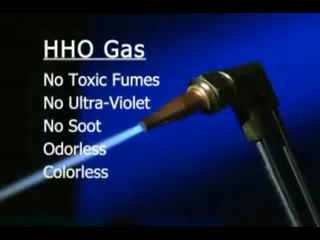 HHO Gas
No Toxic Fumes
No Ultra-Violet
No Soot
Odorless
Colorless